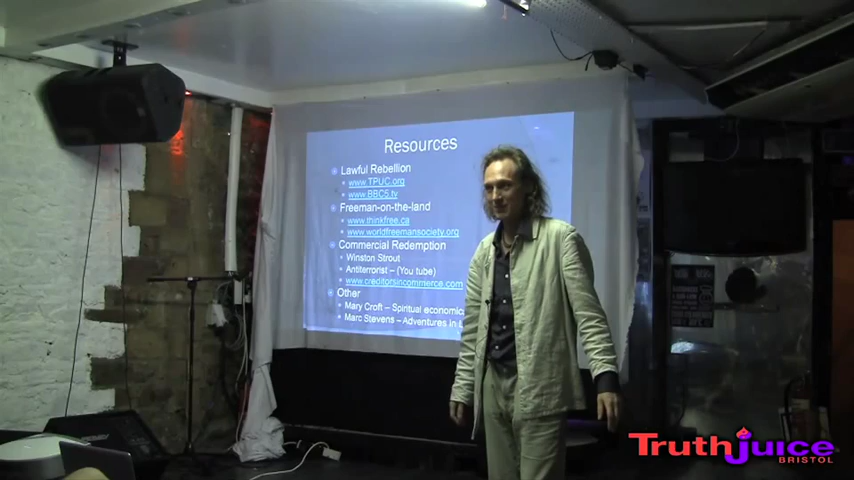 Resources
Lawful Rebellion
www.TPUC.org
www.BBC5.tv
Freeman-on-the-land
www.thinkfree.ca
www.worldfreemansociety.org
Commercial Redemption
Winston Strout
Antiterrorist – (You tube)
www.creditorsincommerce.com
Other
Mary Croft – Spiritual economic
Marc Stevens – Adventures in L
Truthjuice
BRISTOL